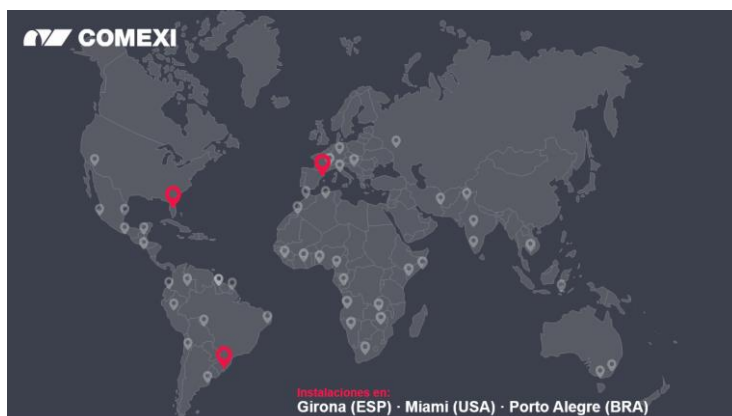 COMEXI
Instalaciones en:
Girona (ESP) · Miami (USA) · Porto Alegre (BRA)